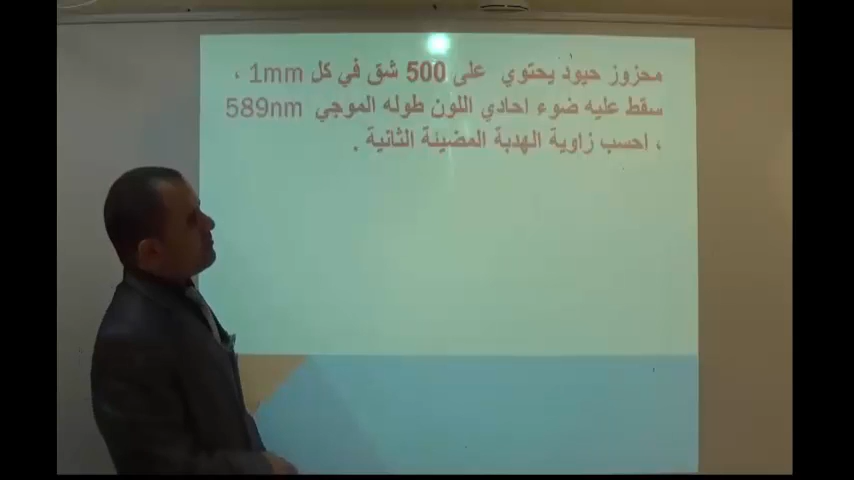 محزوز حيود يحتوي على 500 شق في كل 1mm ،
سقط عليه ضوء احادي اللون طوله الموجي 589nm
، احسب زاوية الهدبة المضيئة الثانية .